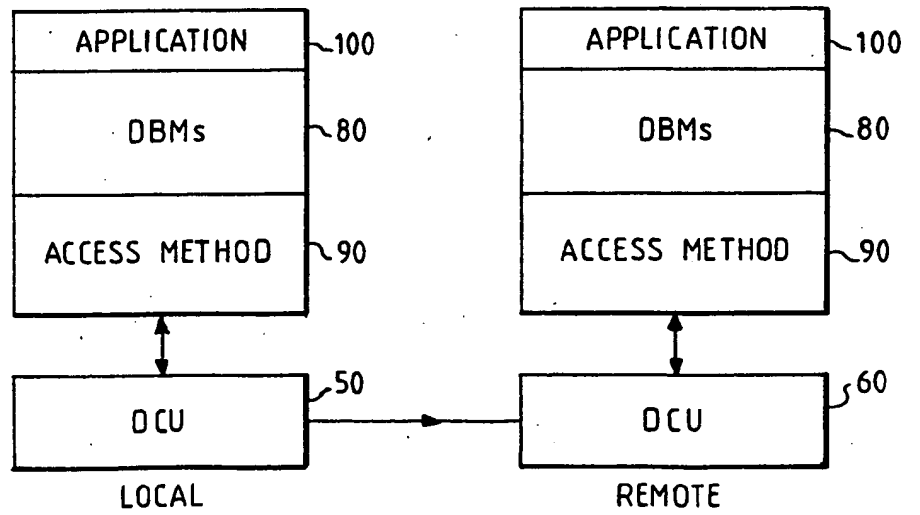 APPLICATION 100
DBMs 80
ACCESS METHOD 90
DCU 50
LOCAL
APPLICATION 100
DBMs 80
ACCESS METHOD 90
DCU 60
REMOTE